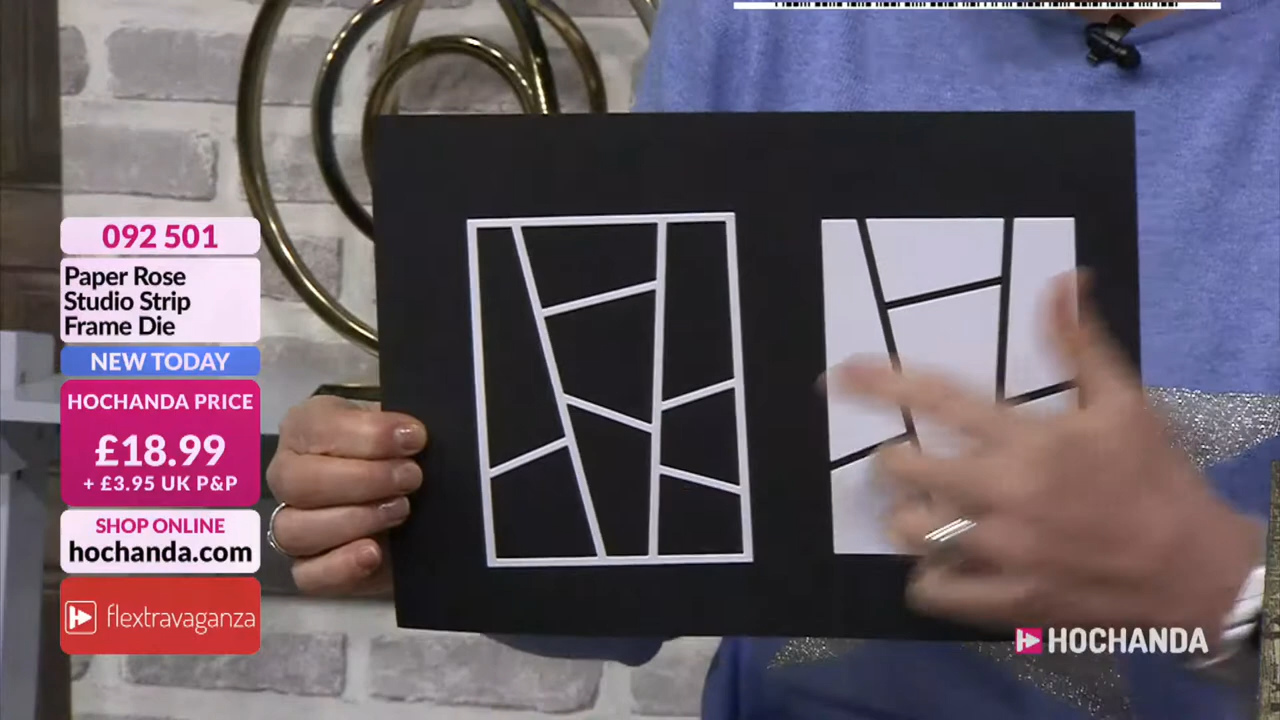 092 501
Paper Rose
Studio Strip
Frame Die
NEW TODAY
HOCHANDA PRICE
£18.99
+ £3.95 UK P&P
SHOP ONLINE
hochanda.com
flextravaganza
HOCHANDA